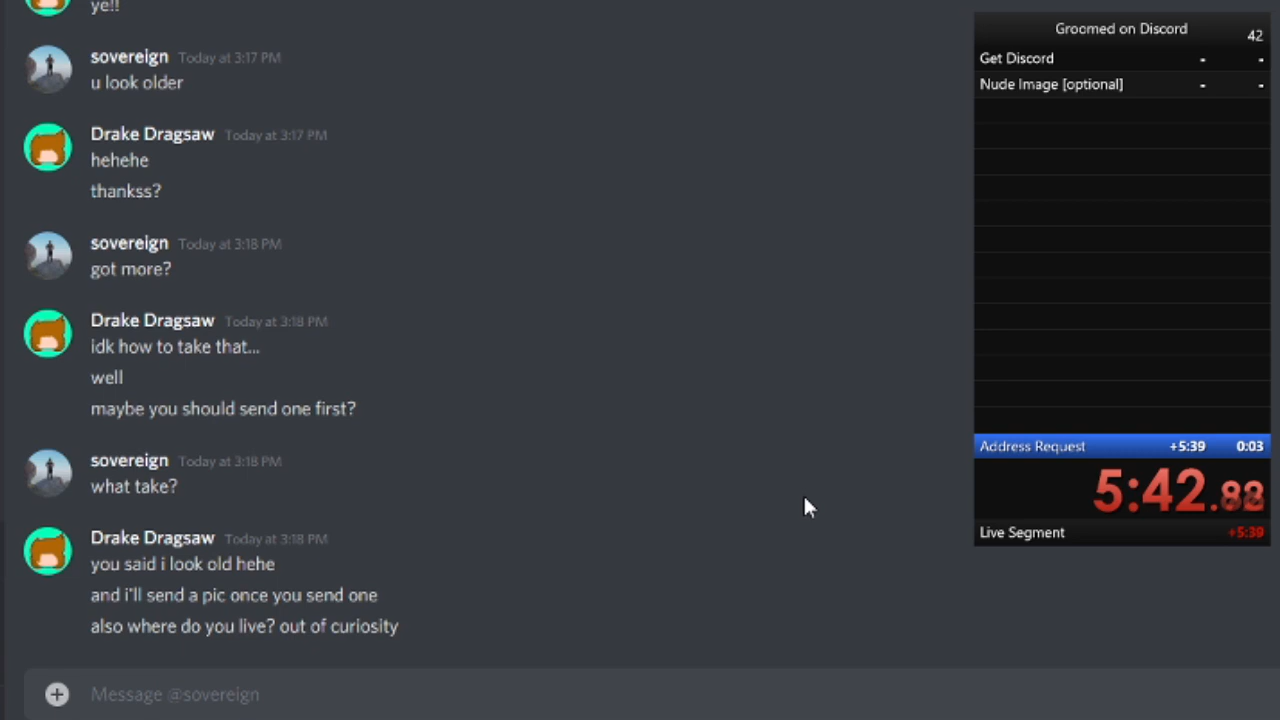 ye!!
sovereign Today at 3:17 PM
u look older
Drake Dragsaw Today at 3:17 PM
hehehe
thankss?
sovereign Today at 3:18 PM
got more?
Drake Dragsaw Today at 3:18 PM
idk how to take that...
well
maybe you should send one first?
sovereign Today at 3:18 PM
what take?
Drake Dragsaw Today at 3:18 PM
you said i look old hehe
and i'll send a pic once you send one
also where do you live? out of curiosity
Message @sovereign
Groomed on Discord
42
Get Discord - -
Nude Image [optional] - -
Address Request +5:39 0:03
5:42.
Live Segment +5:39